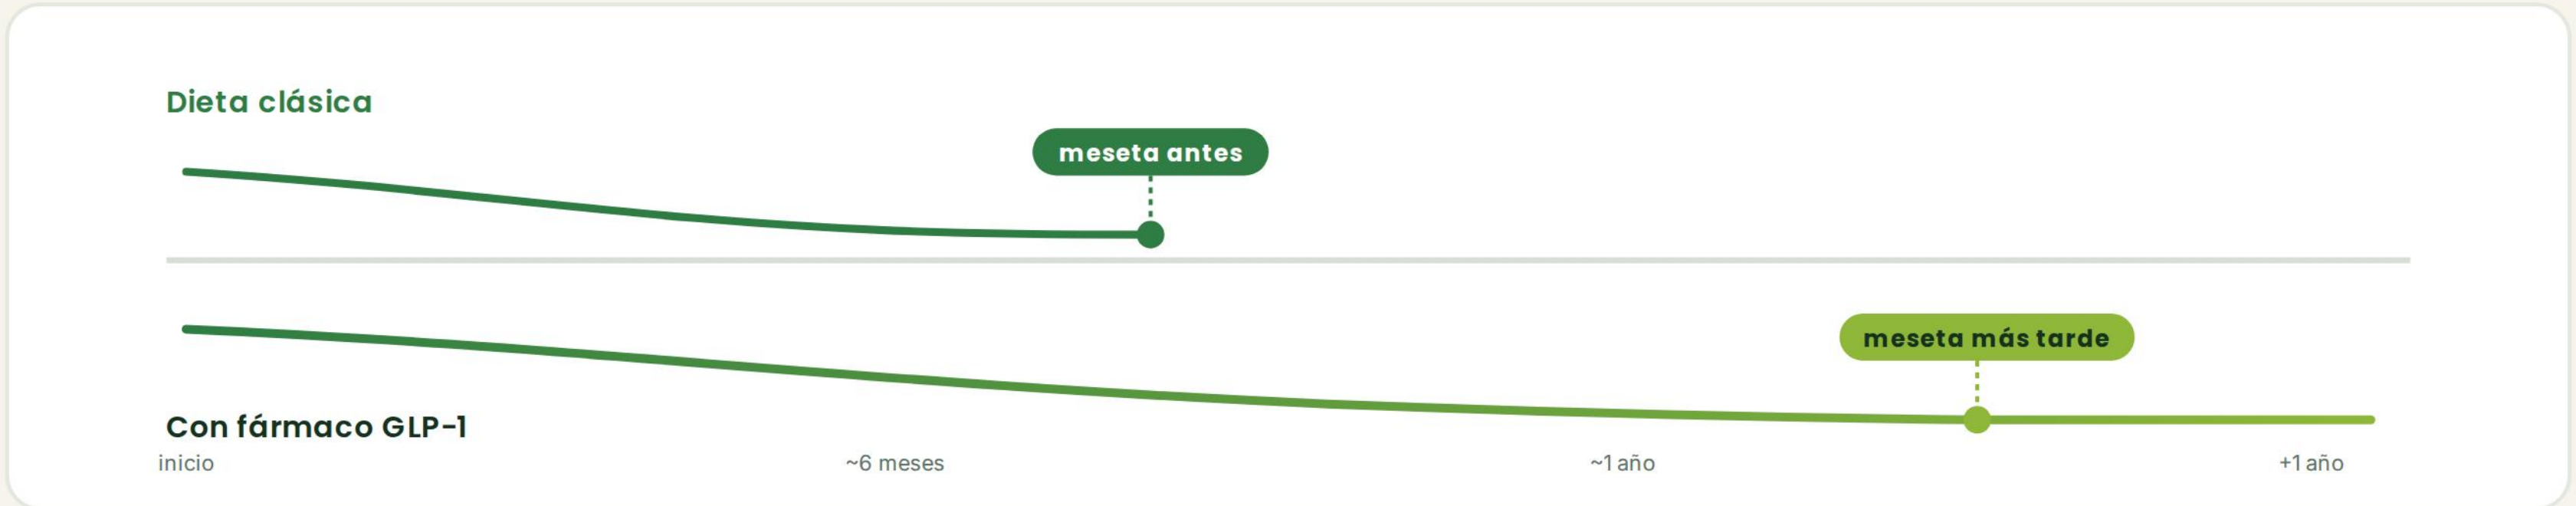 Dieta clásica
meseta antes
meseta más tarde
Con fármaco GLP-1
inicio
~6 meses
~1 año
+1 año